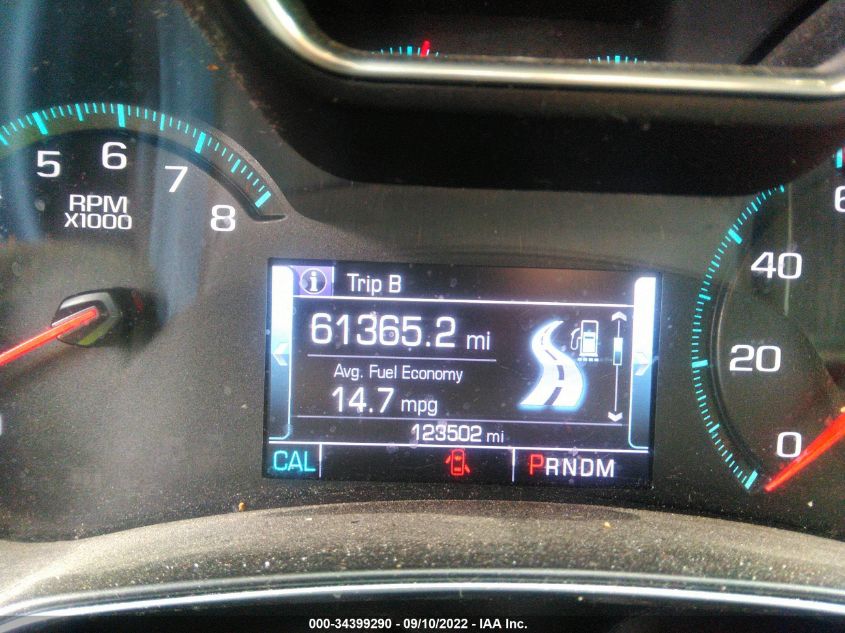 5 6 7 8
RPM
X1000
Trip B
61365.2 mi
Avg. Fuel Economy
14.7 mpg
123502 mi
CAL
PRNDM
40
20
0
000-34399290 - 09/10/2022 - IAA Inc.